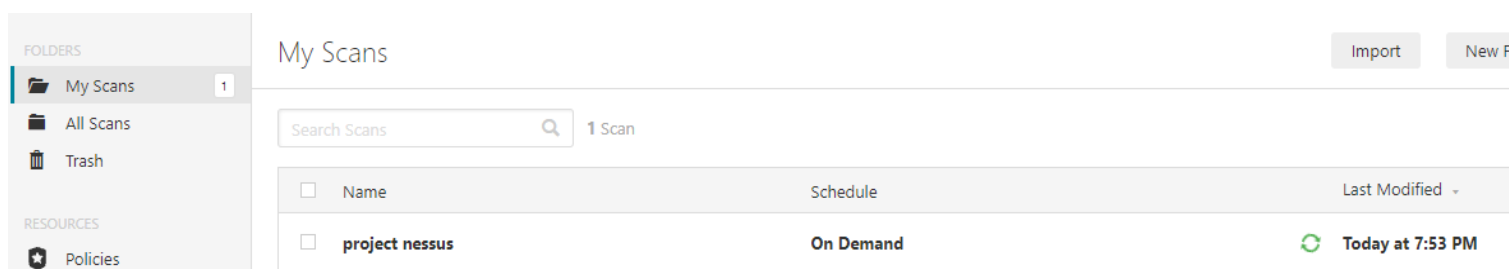 FOLDERS
My Scans 1
All Scans
Trash
RESOURCES
Policies
My Scans
Import
New F
Search Scans
1 Scan
Name Schedule Last Modified
project nessus On Demand Today at 7:53 PM